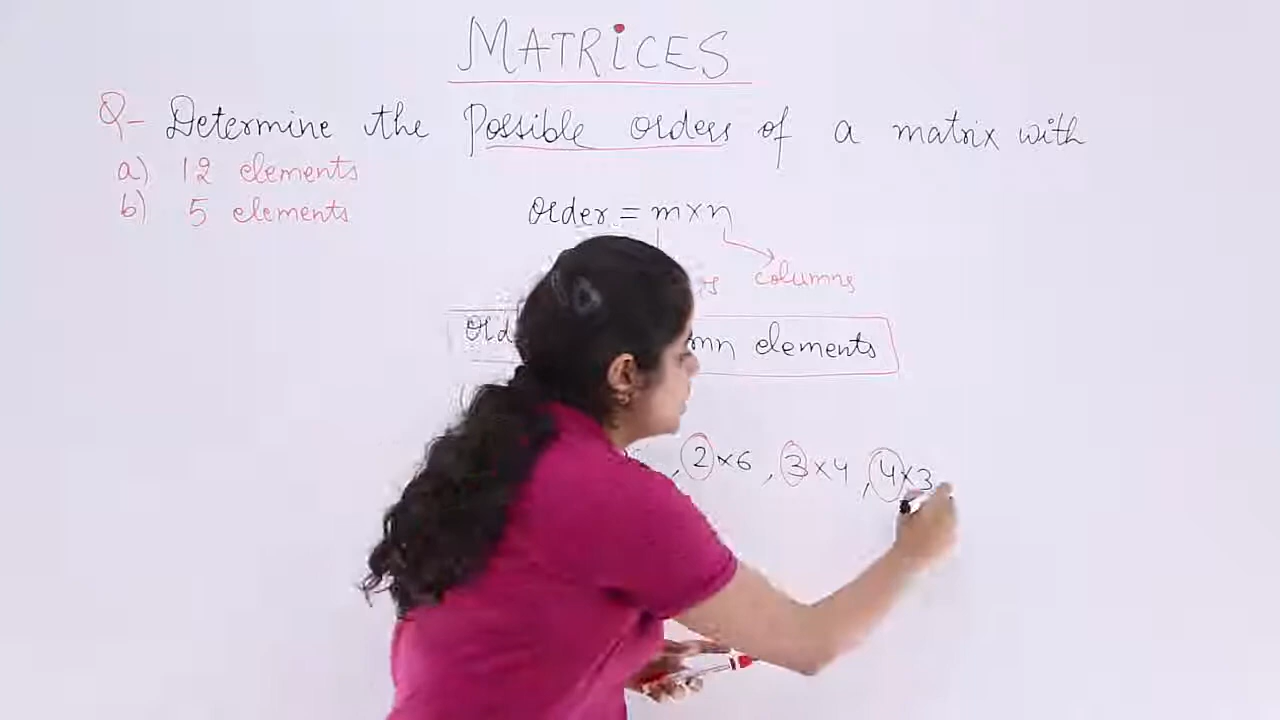 MATRiCES
Q- Determine the Possible orders of a matrix with
a) 12 elements
b) 5 elements
Order = m×n
columns
mn elements
, 2×6 , 3×4 , 4×3